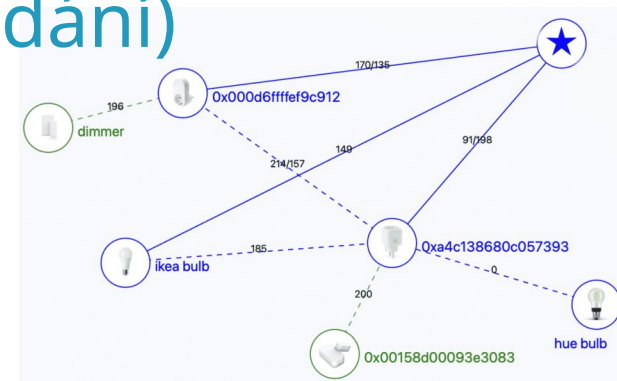 dání)
170/135
0x000d6ffffef9c912
196
dimmer
149
91/198
214/157
0xa4c138680c057393
185
ikea bulb
0
200
hue bulb
0x00158d00093e3083